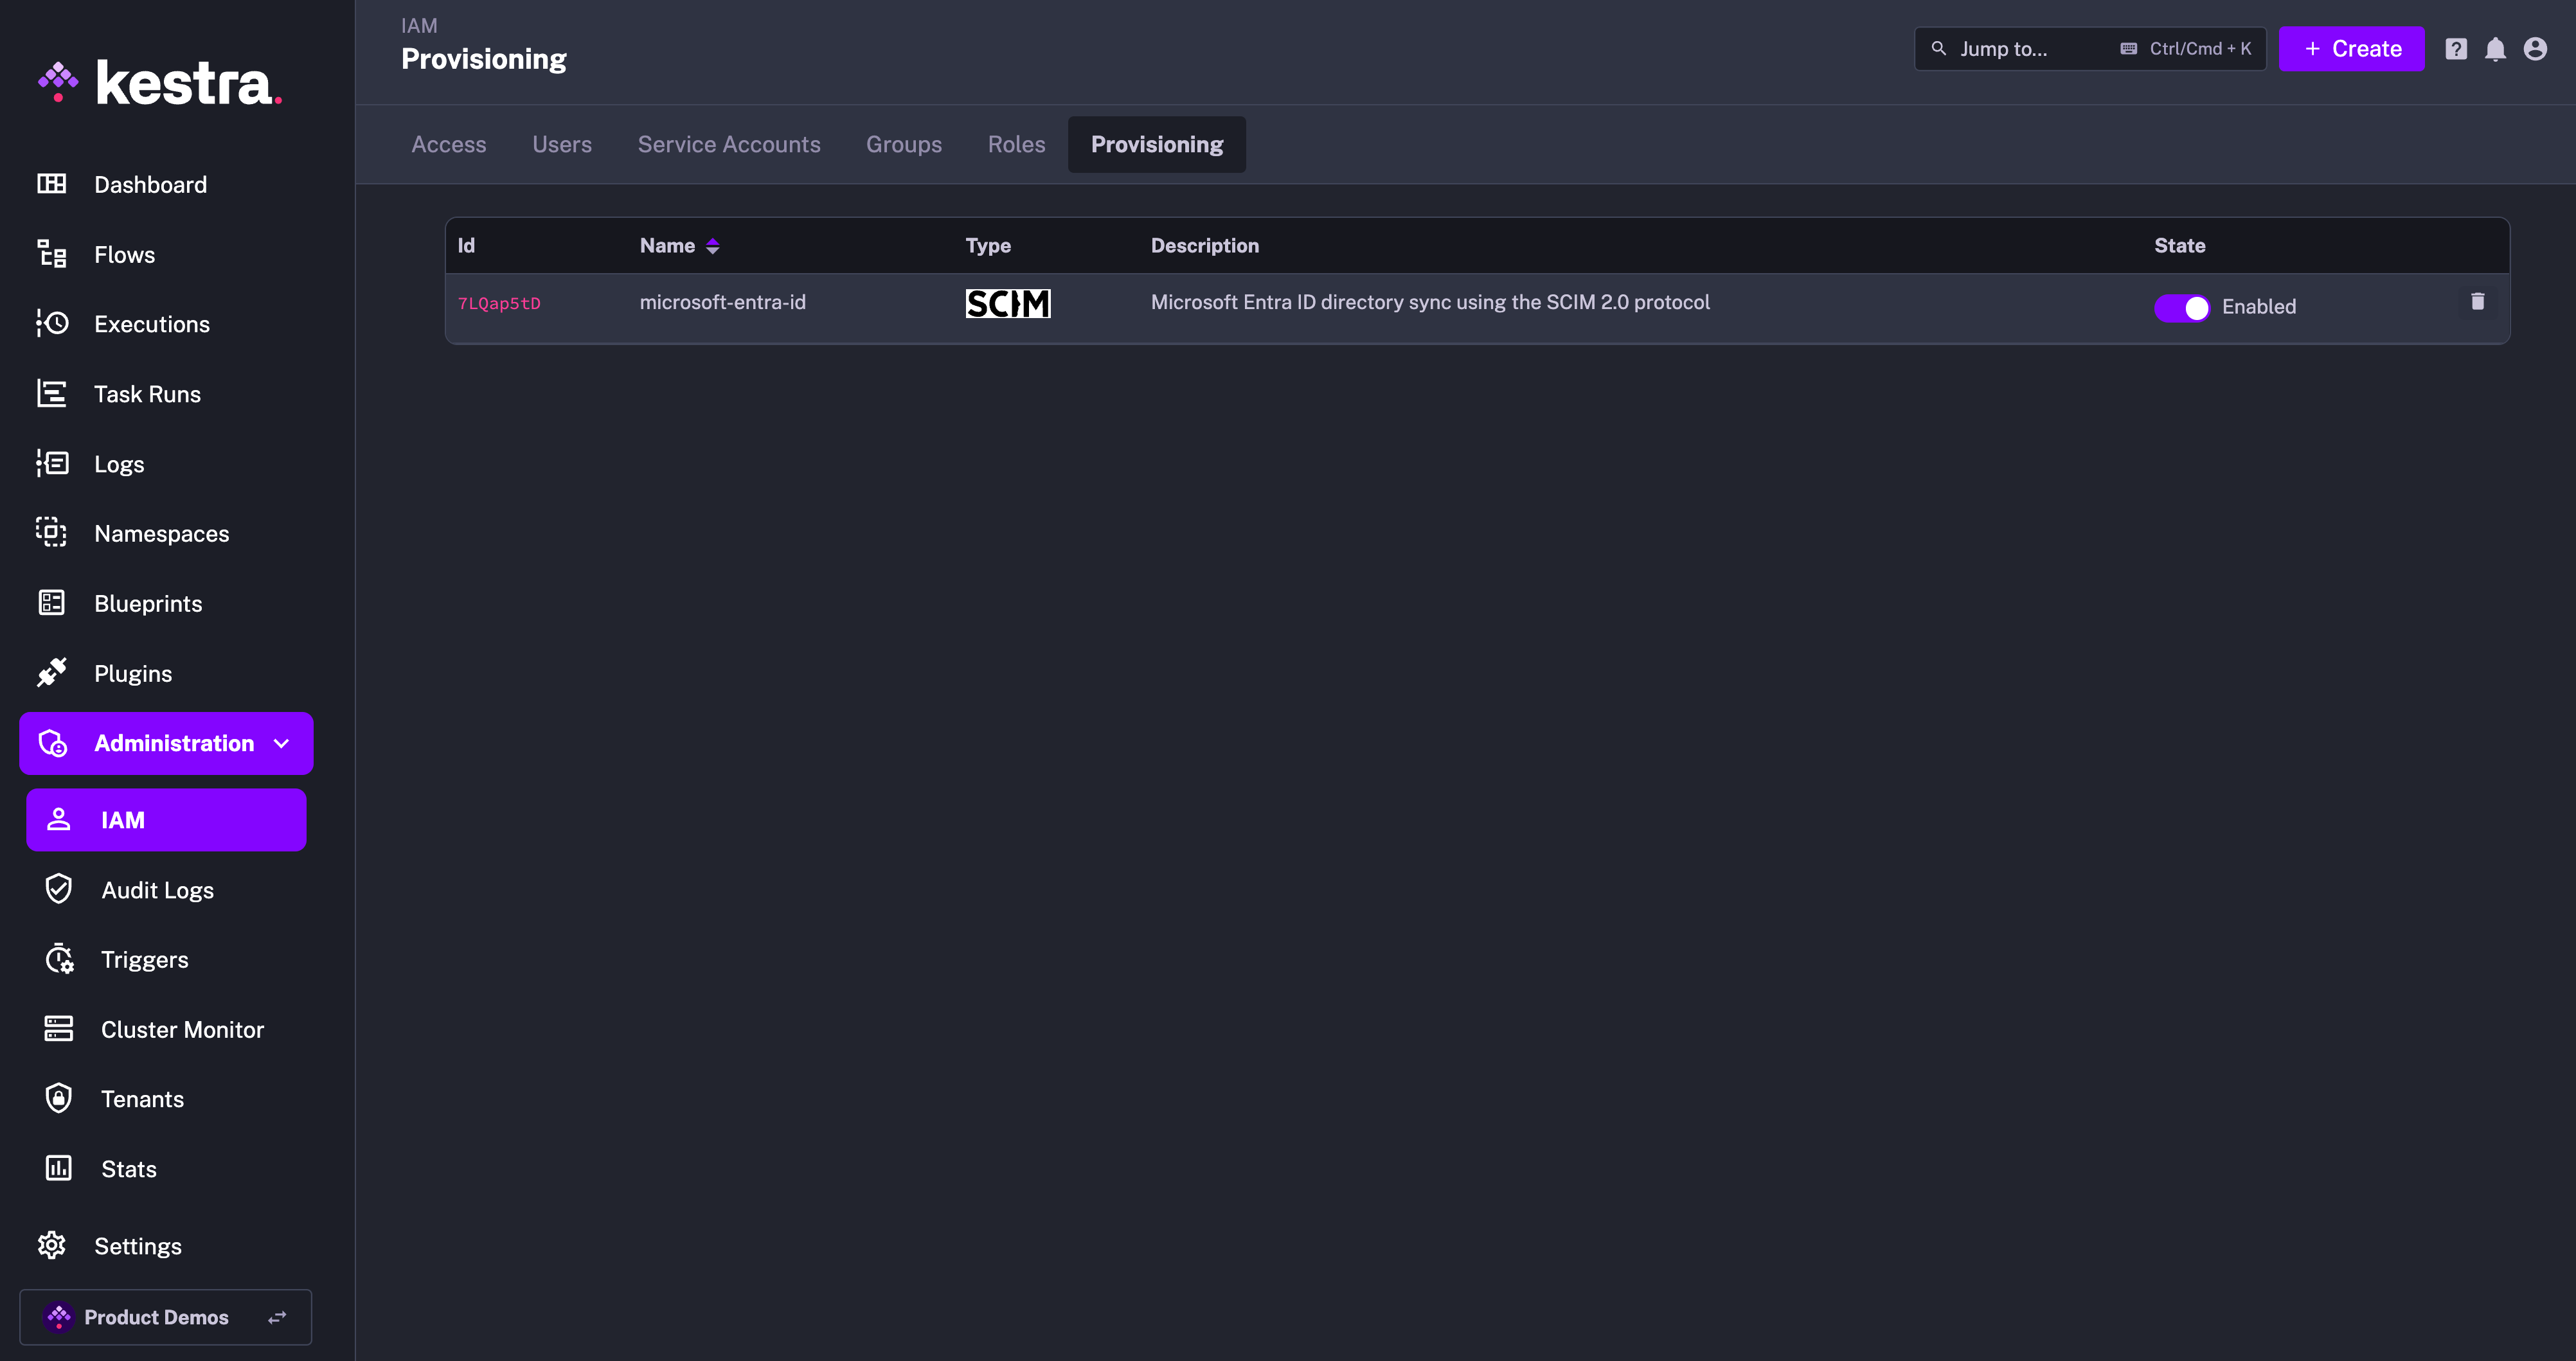 kestra.
Dashboard
Flows
Executions
Task Runs
Logs
Namespaces
Blueprints
Plugins
Administration
IAM
Audit Logs
Triggers
Cluster Monitor
Tenants
Stats
Settings
Product Demos
IAM
Provisioning
Jump to... Ctrl/Cmd + K
+ Create
?
Access Users Service Accounts Groups Roles Provisioning
Id Name Type Description State
7LQap5tD microsoft-entra-id SCIM Microsoft Entra ID directory sync using the SCIM 2.0 protocol Enabled